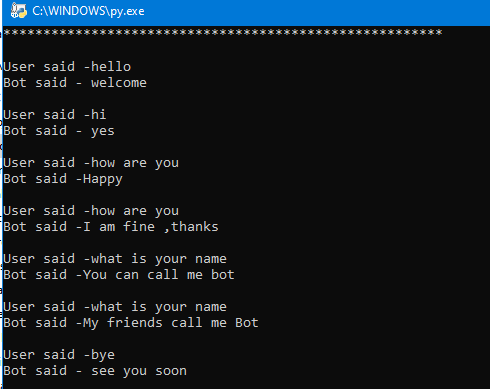 C:\WINDOWS\py.exe
*******************************************************
User said -hello
Bot said - welcome
User said -hi
Bot said - yes
User said -how are you
Bot said -Happy
User said -how are you
Bot said -I am fine ,thanks
User said -what is your name
Bot said -You can call me bot
User said -what is your name
Bot said -My friends call me Bot
User said -bye
Bot said - see you soon